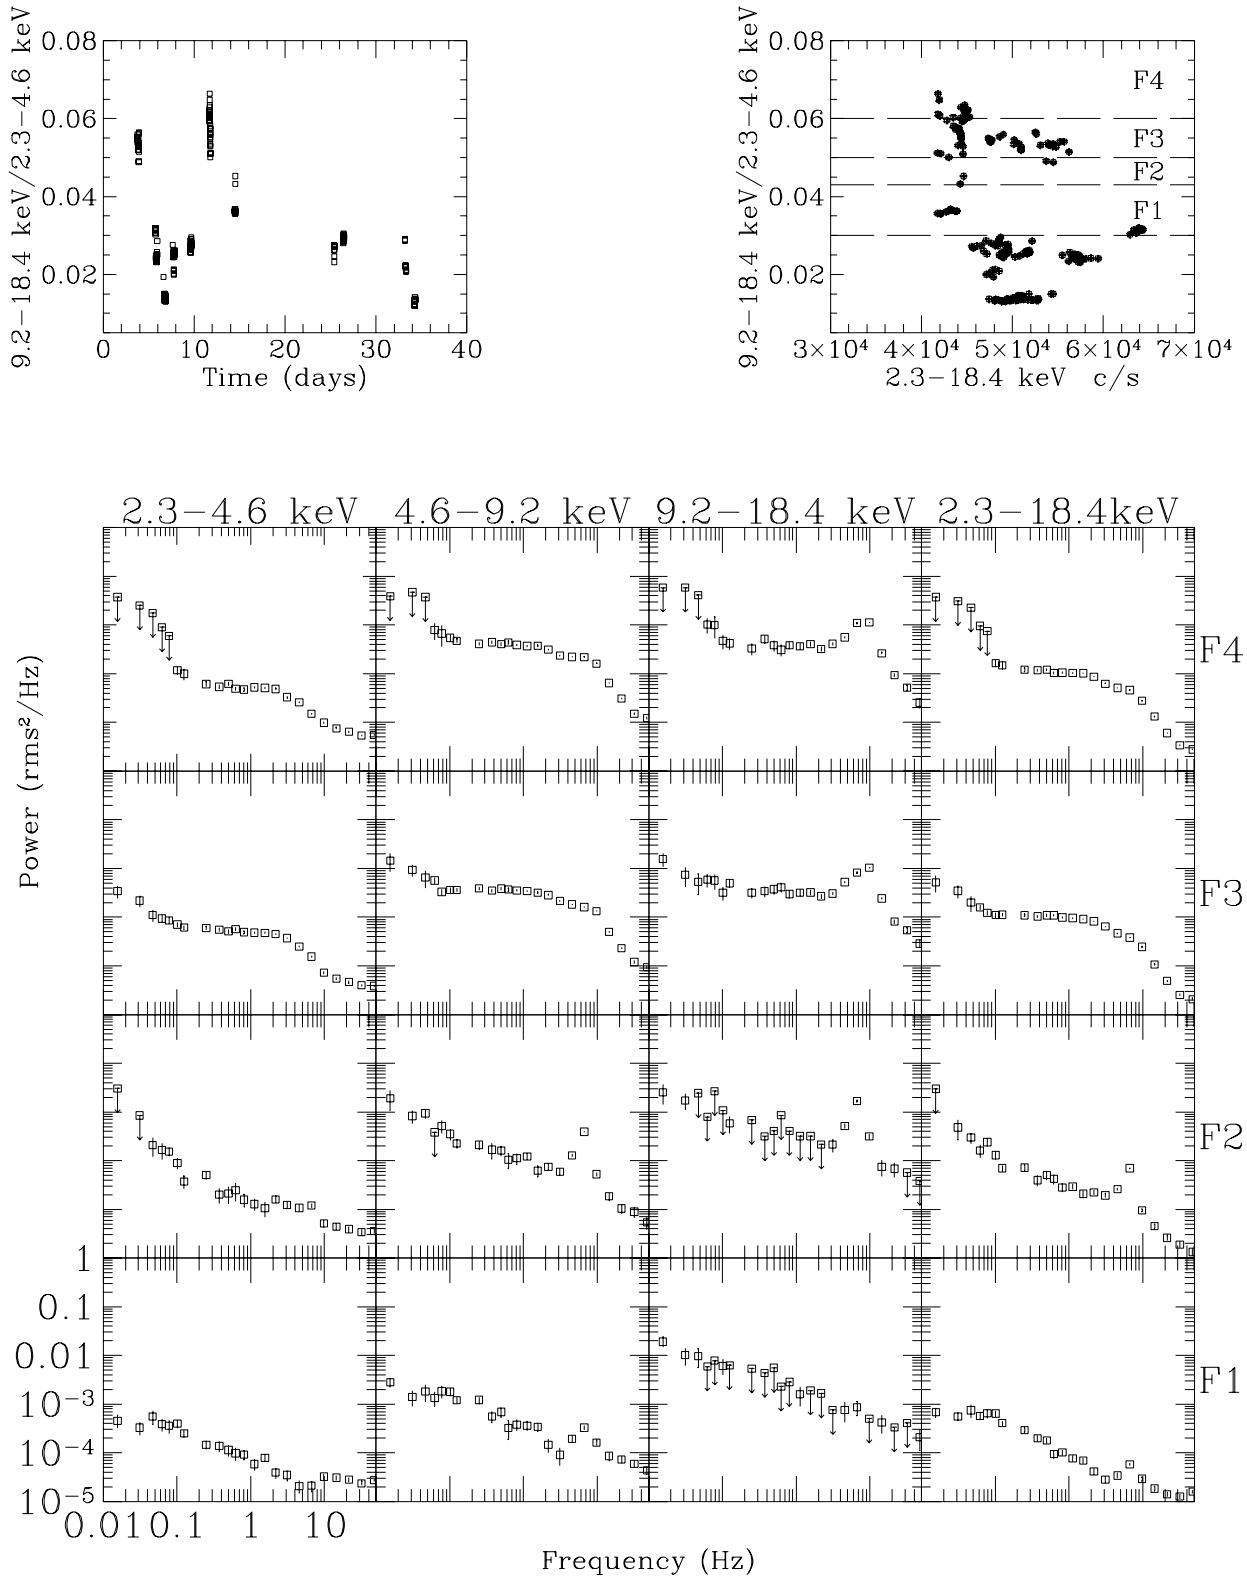 9.2−18.4 keV/2.3−4.6 keV
0.08
0.06
0.04
0.02
0 10 20 30 40
Time (days)
9.2−18.4 keV/2.3−4.6 keV
0.08
0.06
0.04
0.02
F4
F3
F2
F1
3×10⁴ 4×10⁴ 5×10⁴ 6×10⁴ 7×10⁴
2.3−18.4 keV c/s
2.3−4.6 keV 4.6−9.2 keV 9.2−18.4 keV 2.3−18.4keV
Power (rms²/Hz)
F4
F3
F2
F1
1
0.1
0.01
10⁻³
10⁻⁴
10⁻⁵
0.01 0.1 1 10
Frequency (Hz)